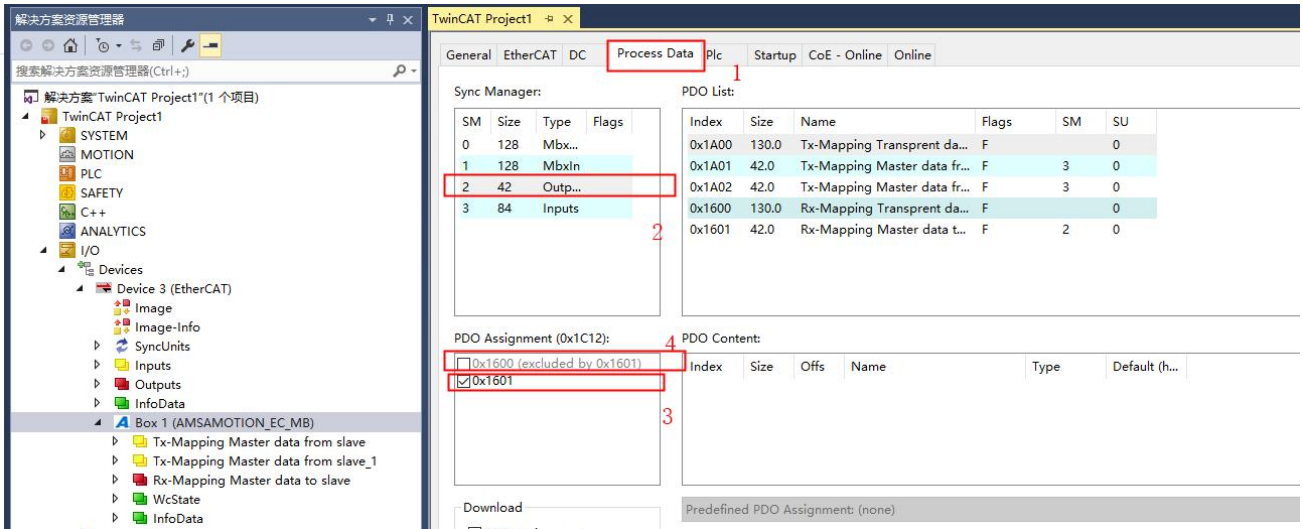 解决方案资源管理器
搜索解决方案资源管理器(Ctrl+;)
解决方案"TwinCAT Project1"(1 个项目)
TwinCAT Project1
SYSTEM
MOTION
PLC
SAFETY
C++
ANALYTICS
I/O
Devices
Device 3 (EtherCAT)
Image
Image-Info
SyncUnits
Inputs
Outputs
InfoData
Box 1 (AMSAMOTION_EC_MB)
Tx-Mapping Master data from slave
Tx-Mapping Master data from slave_1
Rx-Mapping Master data to slave
WcState
InfoData
TwinCAT Project1
General EtherCAT DC Process Data Plc Startup CoE - Online Online
1
Sync Manager:
SM Size Type Flags
0 128 Mbx...
1 128 MbxIn
2 42 Outp...
3 84 Inputs
2
PDO List:
Index Size Name Flags SM SU
0x1A00 130.0 Tx-Mapping Transprent da... F 0
0x1A01 42.0 Tx-Mapping Master data fr... F 3 0
0x1A02 42.0 Tx-Mapping Master data fr... F 3 0
0x1600 130.0 Rx-Mapping Transprent da... F 0
0x1601 42.0 Rx-Mapping Master data t... F 2 0
PDO Assignment (0x1C12):
4
0x1600 (excluded by 0x1601)
0x1601
3
PDO Content:
Index Size Offs Name Type Default (h...
Download
Predefined PDO Assignment: (none)